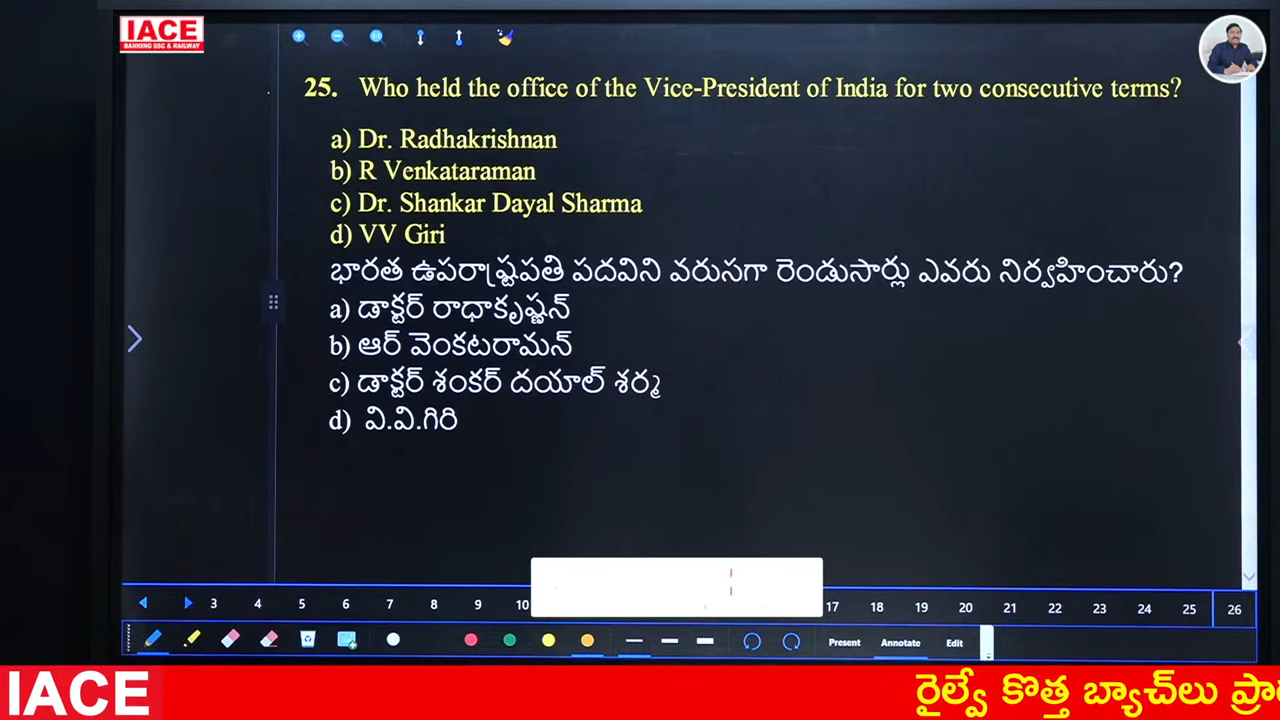 IACE
BANKING SSC & RAILWAY
25. Who held the office of the Vice-President of India for two consecutive terms?
a) Dr. Radhakrishnan
b) R Venkataraman
c) Dr. Shankar Dayal Sharma
d) VV Giri
భారత ఉపరాష్ట్రపతి పదవిని వరుసగా రెండుసార్లు ఎవరు నిర్వహించారు?
a) డాక్టర్ రాధాకృష్ణన్
b) ఆర్ వెంకటరామన్
c) డాక్టర్ శంకర్ దయాల్ శర్మ
d) వి.వి.గిరి
3 4 5 6 7 8 9 10 17 18 19 20 21 22 23 24 25 26
Present Annotate Edit
IACE రైల్వే కొత్త బ్యాచ్‌లు